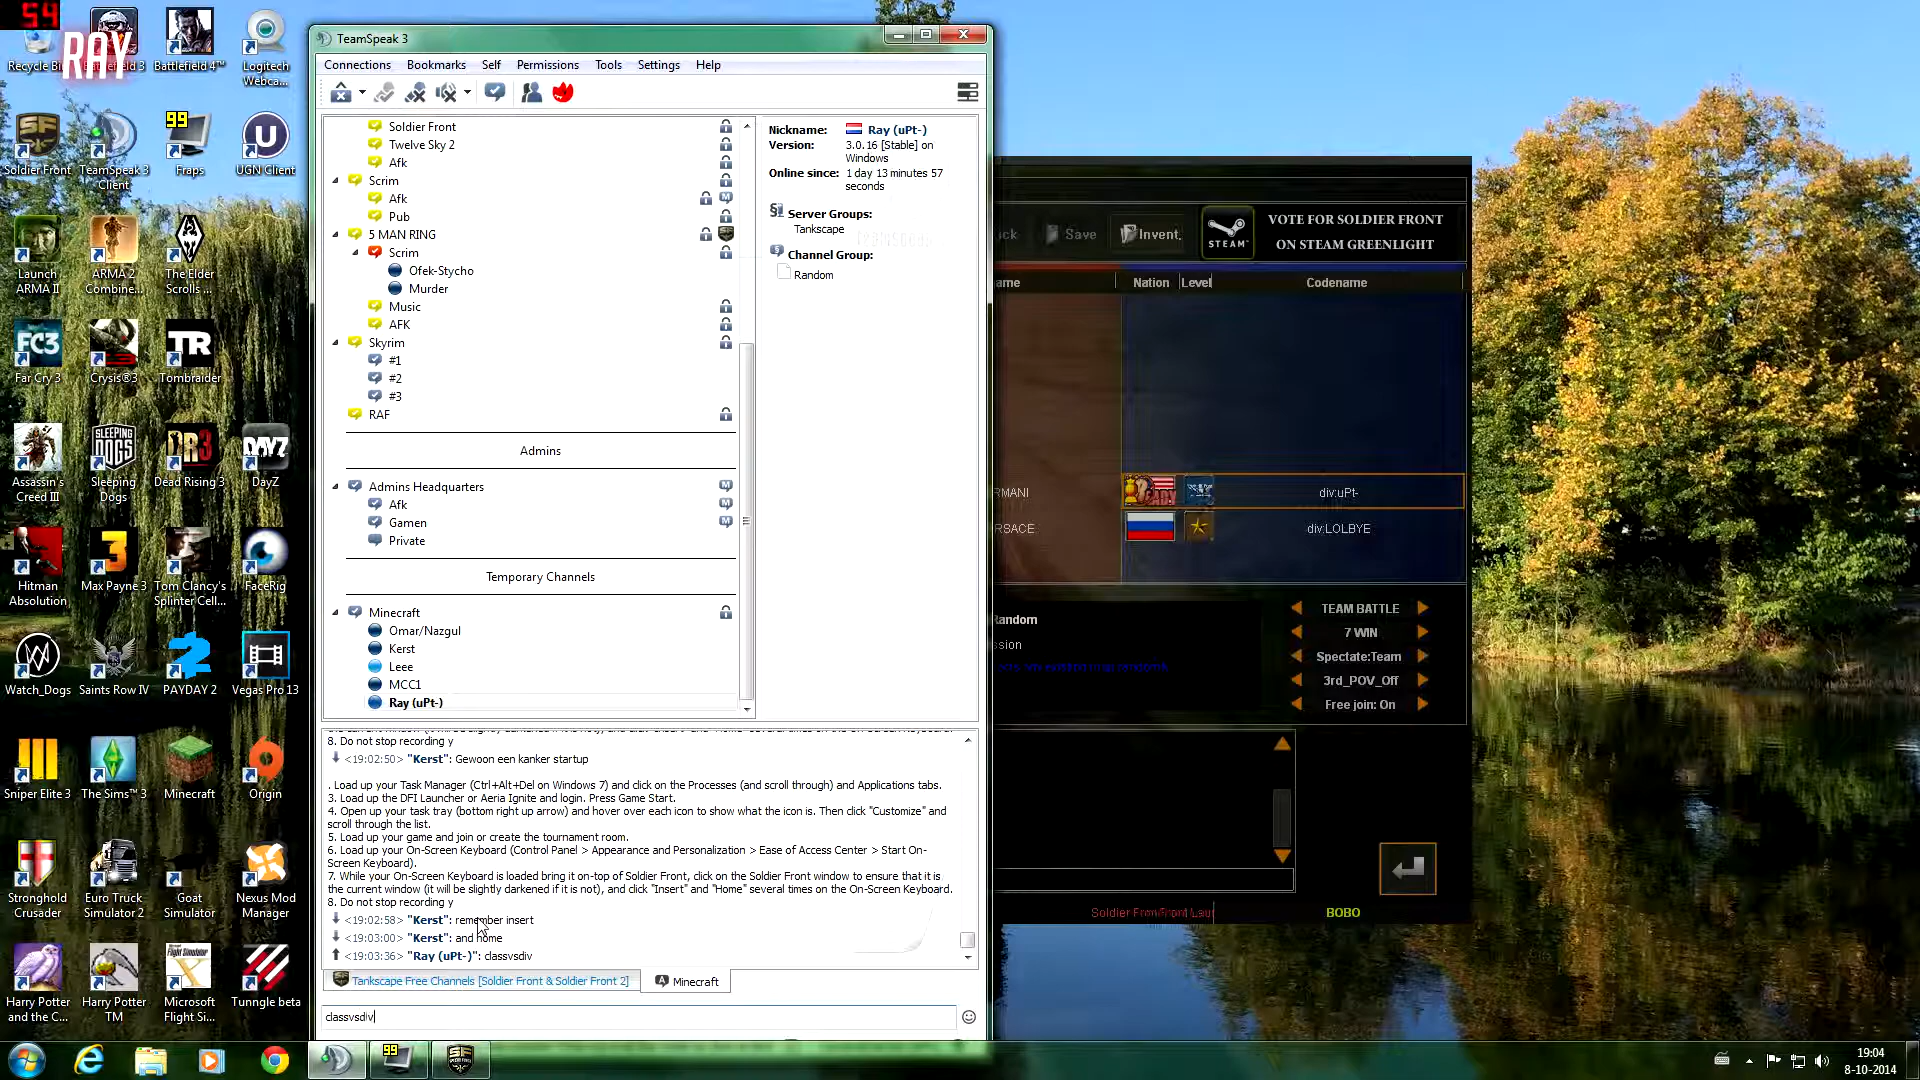 54
RAY
Recycle Bi
Battlefield 3
Battlefield 4™
Logitech
Webca...
Soldier Front
TeamSpeak 3
Client
99
Fraps
UGN Client
Launch
ARMA II
ARMA 2
Combine...
The Elder
Scrolls ...
FC3
Far Cry 3
Crysis®3
TR
Tombraider
Assassin's
Creed III
SLEEPING
DOGS
Sleeping
Dogs
DR3
Dead Rising 3
DAYZ
DayZ
Hitman
Absolution
3
Max Payne 3
Tom Clancy's
Splinter Cell...
FaceRig
Watch_Dogs
Saints Row IV
PAYDAY 2
Vegas Pro 13
Sniper Elite 3
The Sims™ 3
Minecraft
Origin
Stronghold
Crusader
Euro Truck
Simulator 2
Goat
Simulator
Nexus Mod
Manager
Harry Potter
and the C...
Harry Potter
TM
Microsoft
Flight Si...
Tunngle beta
TeamSpeak 3
Connections Bookmarks Self Permissions Tools Settings Help
Soldier Front
Twelve Sky 2
Afk
Scrim
Afk
Pub
5 MAN RING
Scrim
Ofek-Stycho
Murder
Music
AFK
Skyrim
#1
#2
#3
RAF
Admins
Admins Headquarters
Afk
Gamen
Private
Temporary Channels
Minecraft
Omar/Nazgul
Kerst
Leee
MCC1
Ray (uPt-)
Nickname: Ray (uPt-)
Version: 3.0.16 [Stable] on
Windows
Online since: 1 day 13 minutes 57
seconds
Server Groups:
Tankscape
Channel Group:
Random
8. Do not stop recording y
<19:02:50> "Kerst": Gewoon een kanker startup
. Load up your Task Manager (Ctrl+Alt+Del on Windows 7) and click on the Processes (and scroll through) and Applications tabs.
3. Load up the DFI Launcher or Aeria Ignite and login. Press Game Start.
4. Open up your task tray (bottom right up arrow) and hover over each icon to show what the icon is. Then click "Customize" and
scroll through the list.
5. Load up your game and join or create the tournament room.
6. Load up your On-Screen Keyboard (Control Panel > Appearance and Personalization > Ease of Access Center > Start On-
Screen Keyboard).
7. While your On-Screen Keyboard is loaded bring it on-top of Soldier Front, click on the Soldier Front window to ensure that it is
the current window (it will be slightly darkened if it is not), and click "Insert" and "Home" several times on the On-Screen Keyboard.
8. Do not stop recording y
<19:02:58> "Kerst": remember insert
<19:03:00> "Kerst": and home
<19:03:36> "Ray (uPt-)": classvsdiv
Tankscape Free Channels [Soldier Front & Soldier Front 2]
Minecraft
classvsdiv
ick Save Invent.
STEAM
VOTE FOR SOLDIER FRONT
ON STEAM GREENLIGHT
ame Nation Level Codename
RMANI div:uPt-
RSACE div:LOLBYE
Random
ssion
TEAM BATTLE
7 WIN
Spectate:Team
3rd_POV_Off
Free join: On
BOBO
99
19:04
8-10-2014